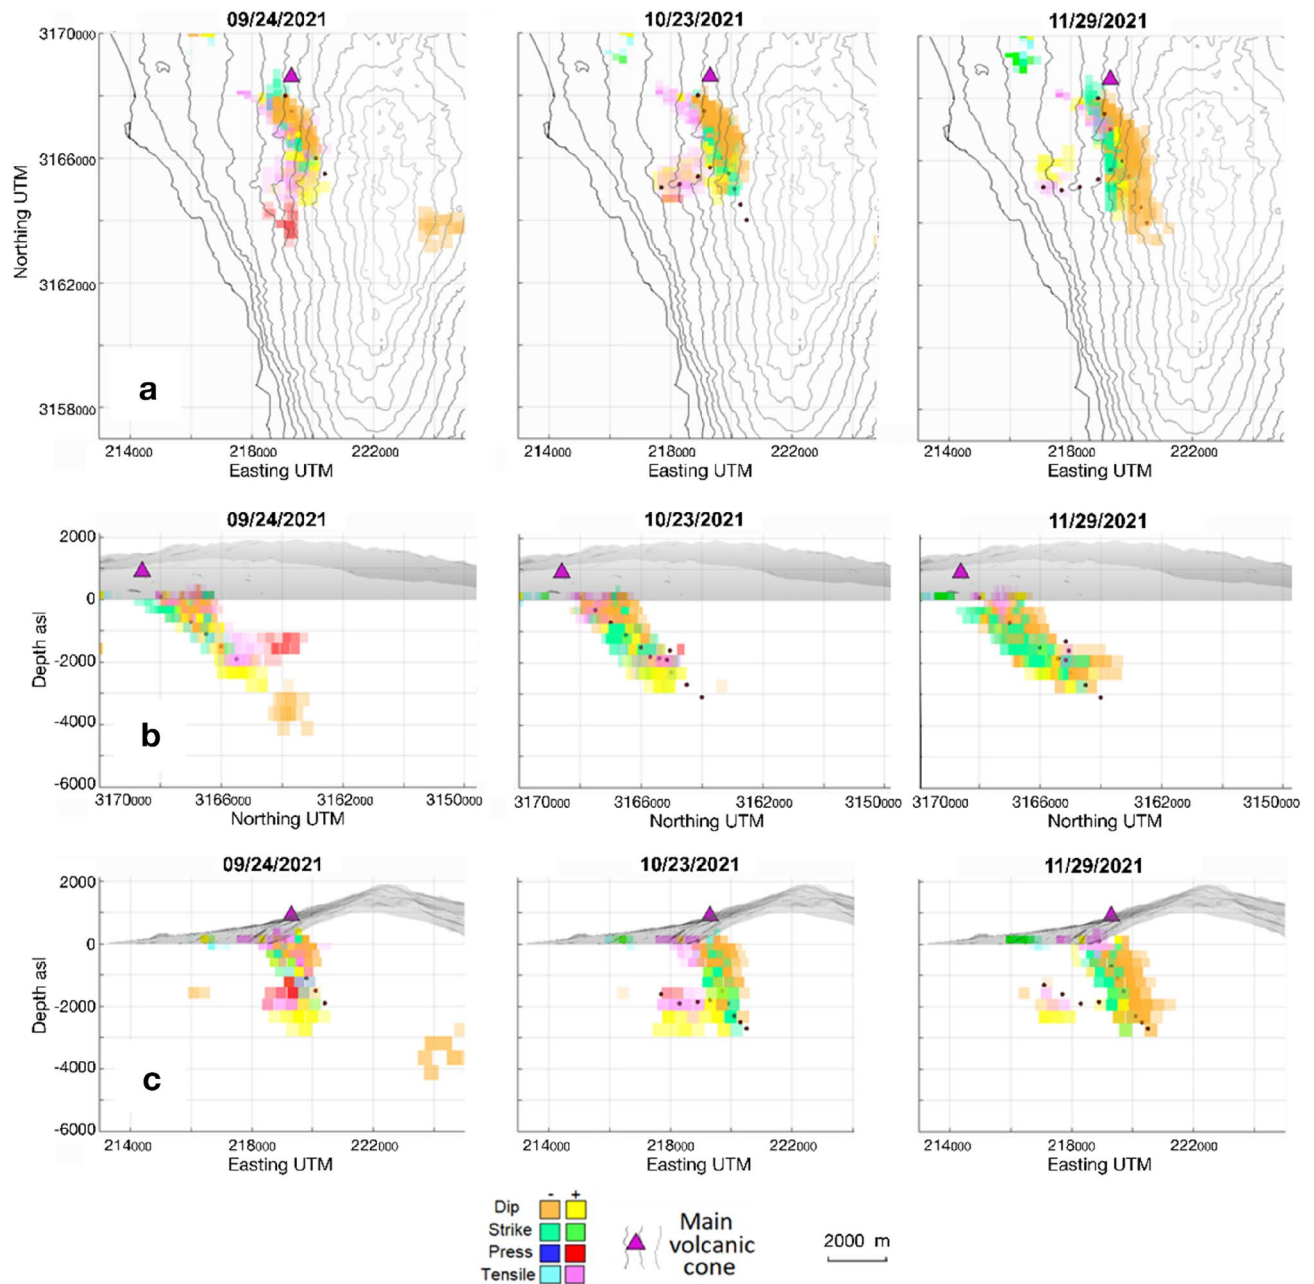 09/24/2021 10/23/2021 11/29/2021
3170000
3166000
3162000
3158000
Northing UTM
a
214000 218000 222000 214000 218000 222000 214000 218000 222000
Easting UTM Easting UTM Easting UTM
09/24/2021 10/23/2021 11/29/2021
2000
0
-2000
-4000
-6000
Depth asl
b
3170000 3166000 3162000 3150000 3170000 3166000 3162000 3150000 3170000 3166000 3162000 3150000
Northing UTM Northing UTM Northing UTM
09/24/2021 10/23/2021 11/29/2021
2000
0
-2000
-4000
-6000
Depth asl
c
214000 218000 222000 214000 218000 222000 214000 218000 222000
Easting UTM Easting UTM Easting UTM
- +
Dip
Strike
Press
Tensile
Main
volcanic
cone
2000 m